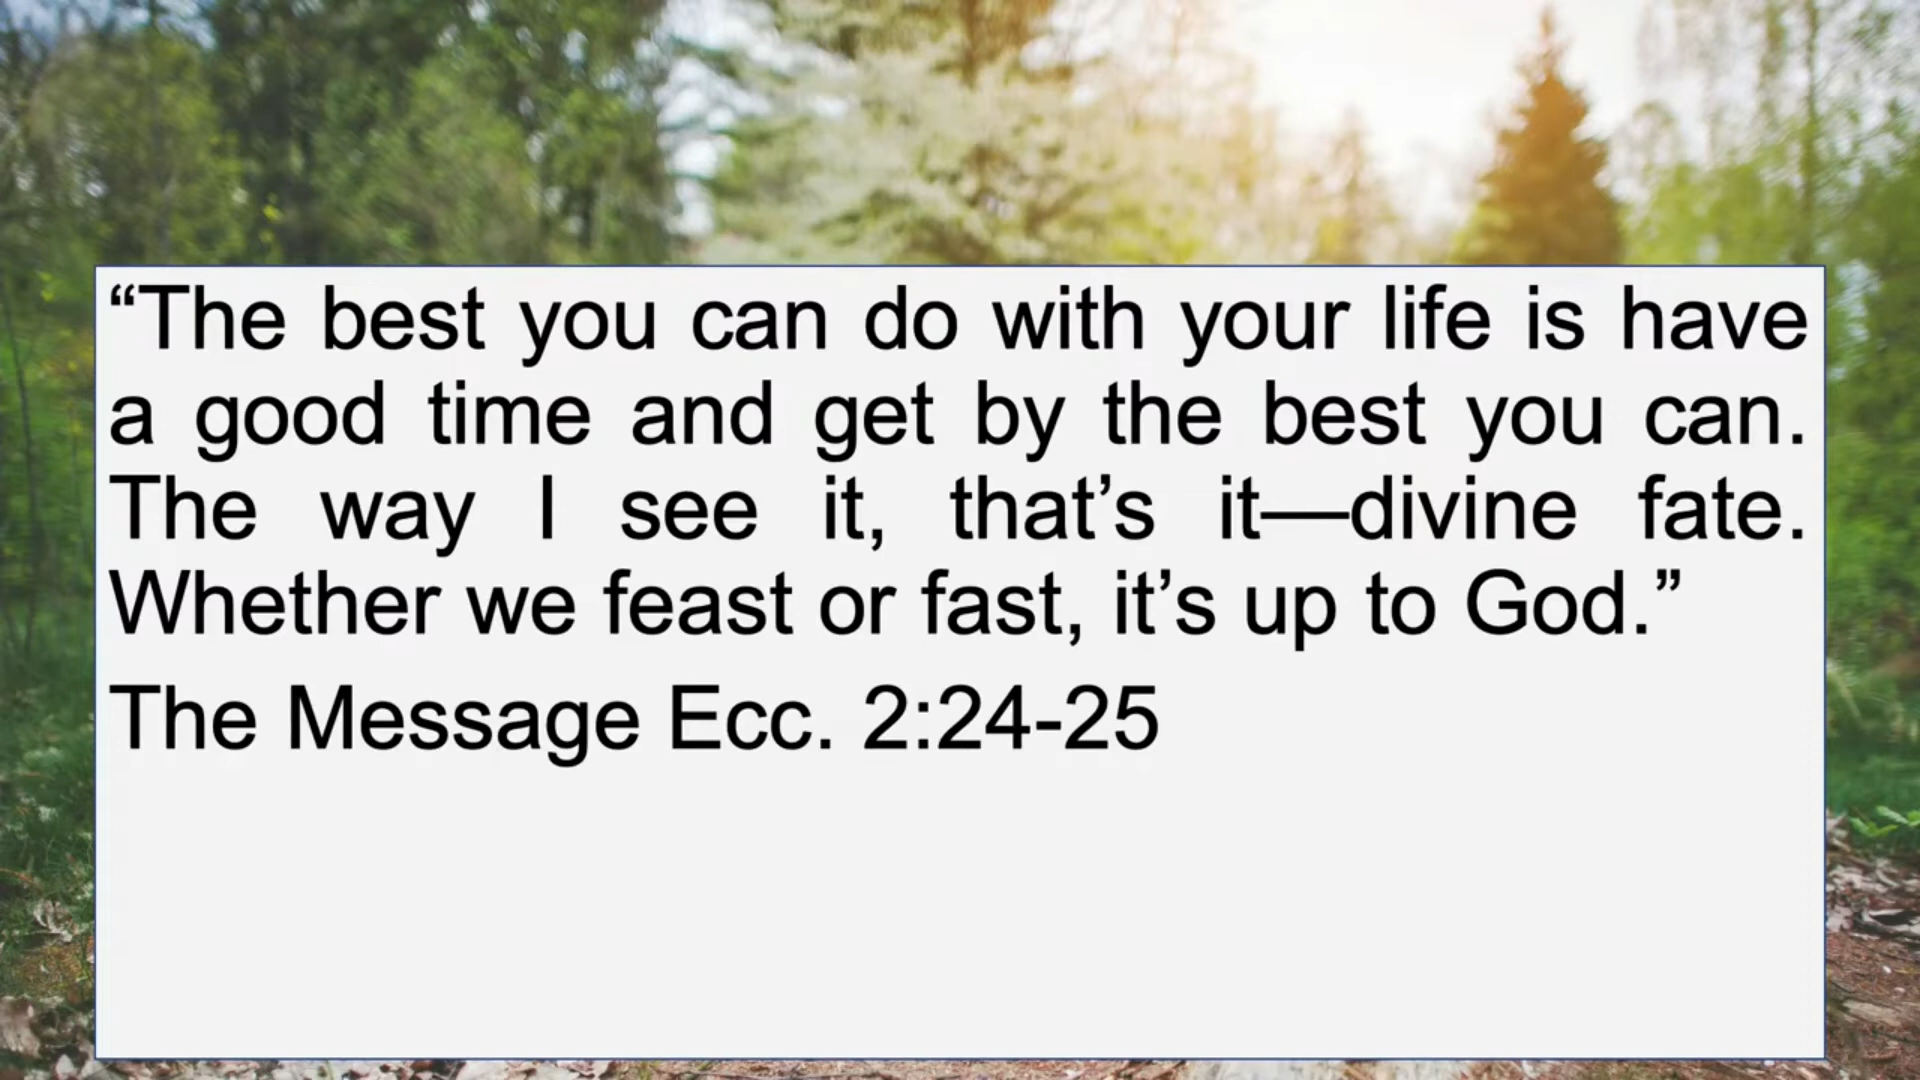 “The best you can do with your life is have
a good time and get by the best you can.
The way I see it, that’s it—divine fate.
Whether we feast or fast, it’s up to God.”
The Message Ecc. 2:24-25